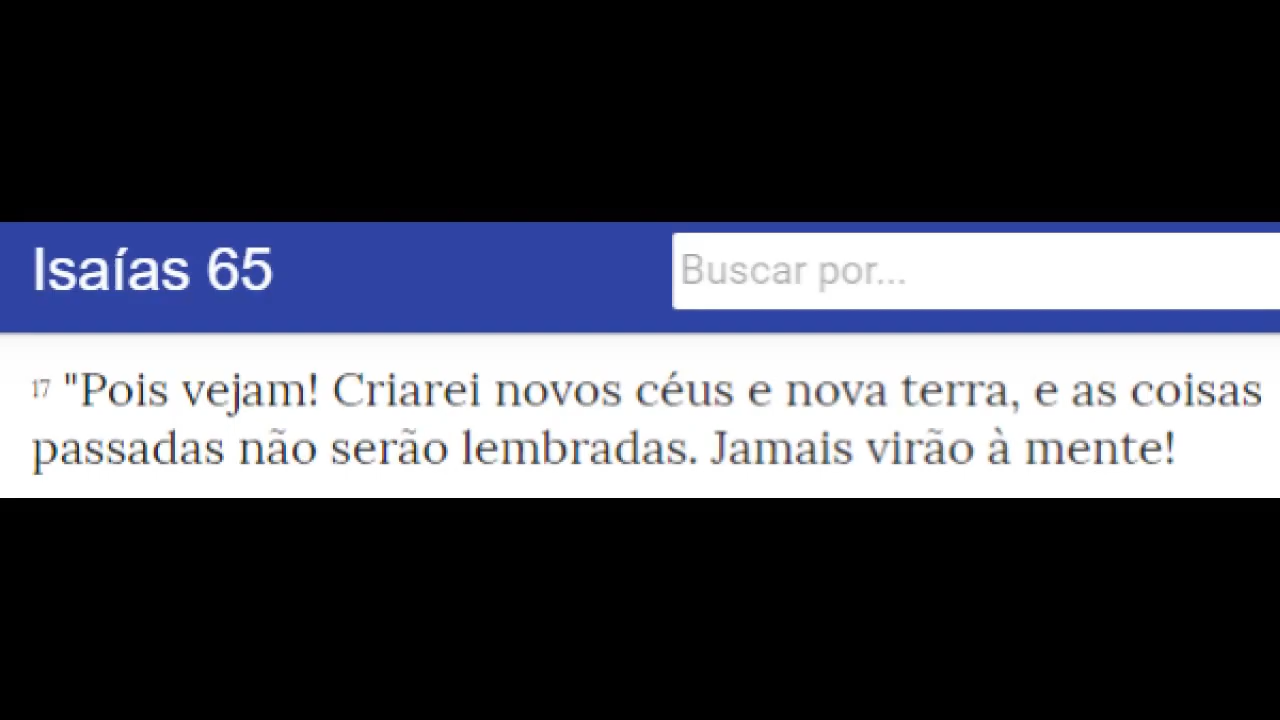 Isaías 65
Buscar por...
17 "Pois vejam! Criarei novos céus e nova terra, e as coisas
passadas não serão lembradas. Jamais virão à mente!